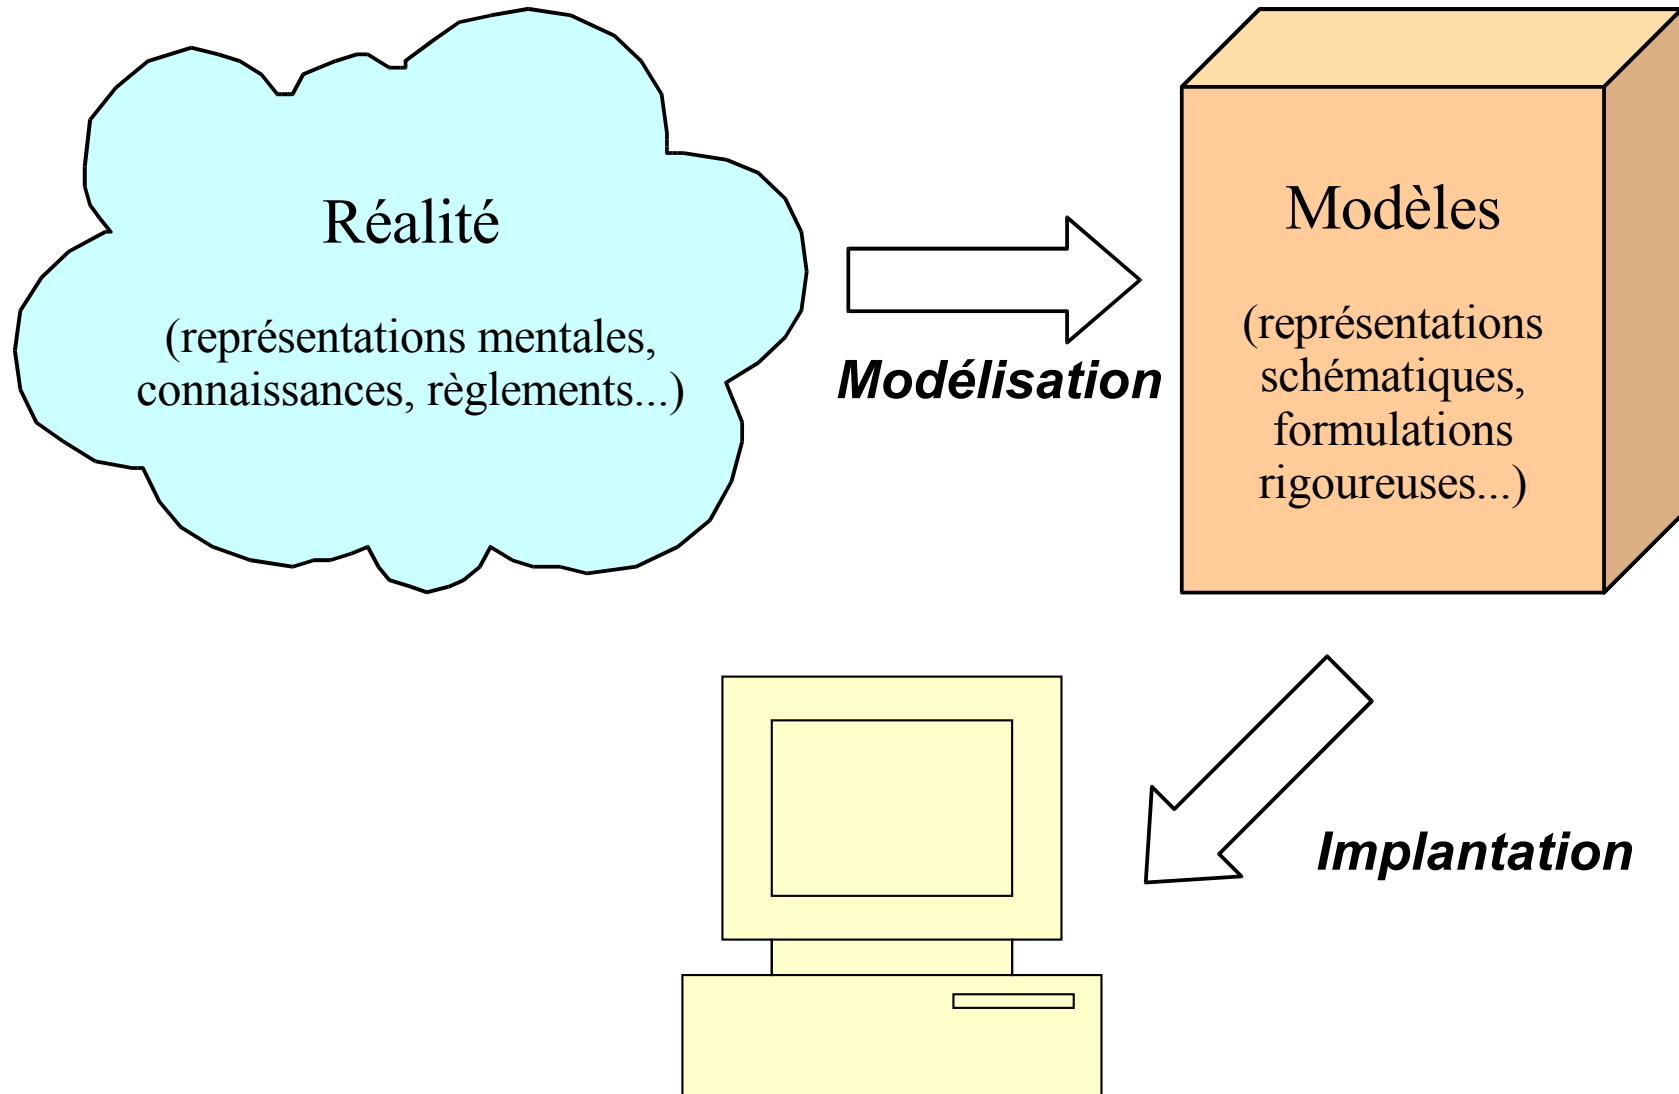 Réalité
(représentations mentales,
connaissances, règlements...)
Modélisation
Modèles
(représentations
schématiques,
formulations
rigoureuses...)
Implantation